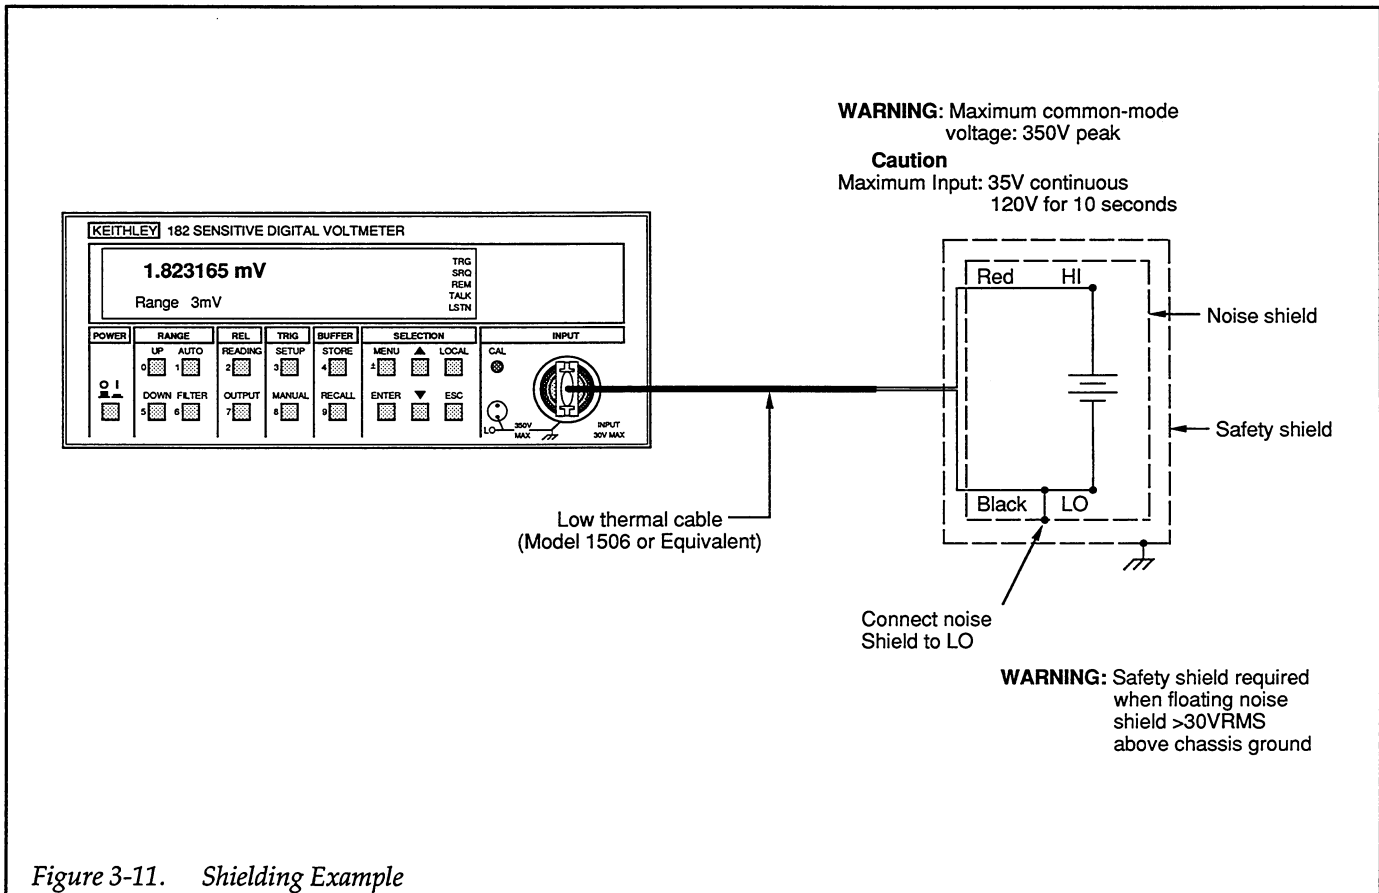 WARNING: Maximum common-mode
voltage: 350V peak
Caution
Maximum Input: 35V continuous
120V for 10 seconds
KEITHLEY 182 SENSITIVE DIGITAL VOLTMETER
1.823165 mV
Range 3mV
TRG
SRQ
REM
TALK
LSTN
POWER RANGE REL TRIG BUFFER SELECTION INPUT
UP AUTO READING SETUP STORE MENU ▲ LOCAL CAL
0 1 2 3 4 ±
O I
DOWN FILTER OUTPUT MANUAL RECALL ENTER ▼ ESC
5 6 7 8 9
LO 350V MAX
INPUT
30V MAX
Red HI
Noise shield
Safety shield
Black LO
Low thermal cable
(Model 1506 or Equivalent)
Connect noise
Shield to LO
WARNING: Safety shield required
when floating noise
shield >30VRMS
above chassis ground
Figure 3-11. Shielding Example